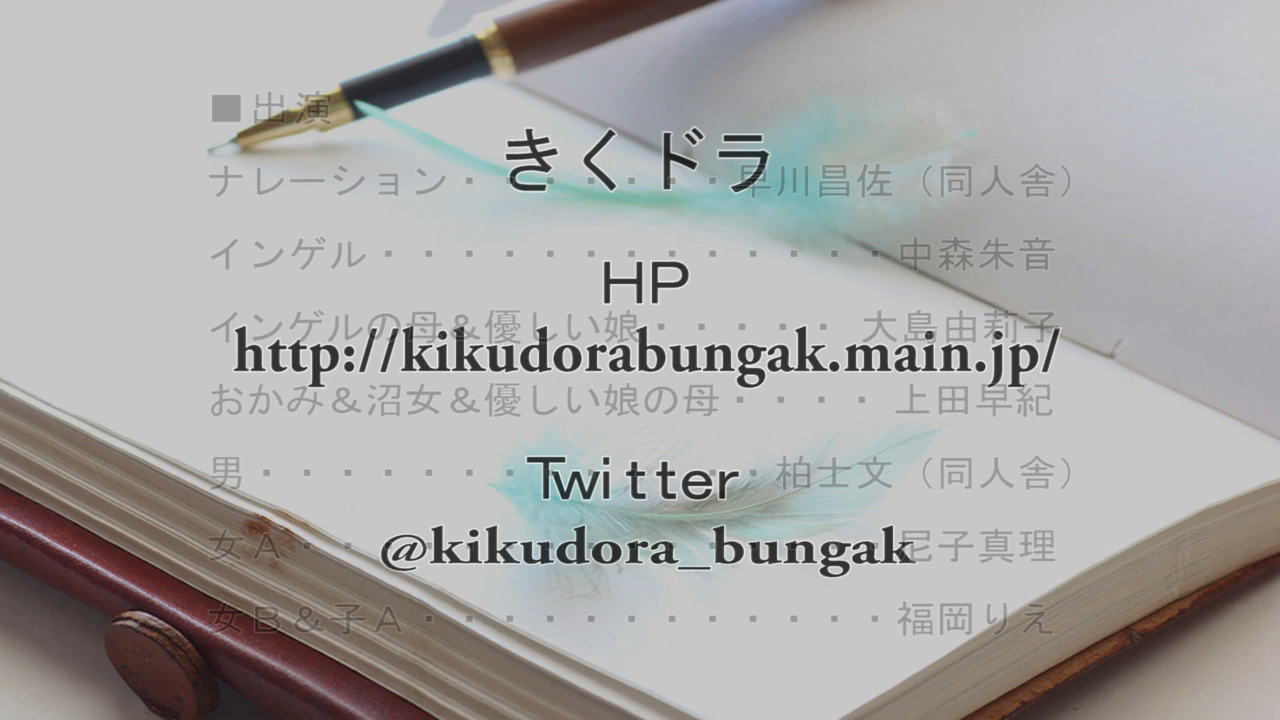 ■出演
きくドラ
ナレーション・・・・・・・早川昌佐（同人舎）
インゲル・・・・・・・・・・・・・・中森朱音
HP
インゲルの母＆優しい娘・・・・・ 大島由莉子
http://kikudorabungak.main.jp/
おかみ＆沼女＆優しい娘の母・・・・ 上田早紀
Twitter
男・・・・・・・・・・・・・柏士文（同人舎）
@kikudora_bungak
女Ａ・・・・・・・・・・・・・・・・尼子真理
女Ｂ＆子Ａ・・・・・・・・・・・・・福岡りえ